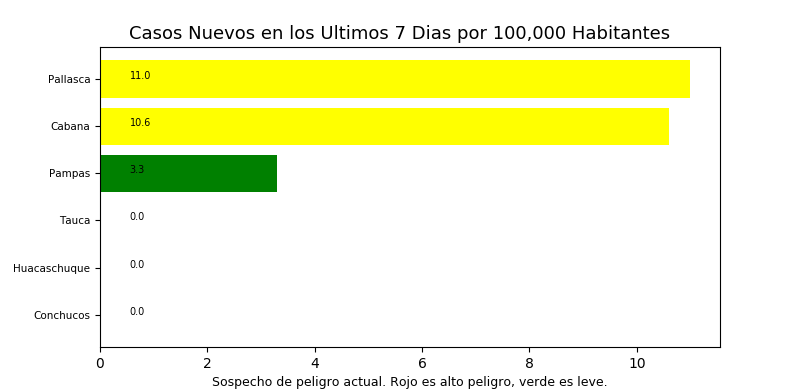 Casos Nuevos en los Ultimos 7 Dias por 100,000 Habitantes
Pallasca 11.0
Cabana 10.6
Pampas 3.3
Tauca 0.0
Huacaschuque 0.0
Conchucos 0.0
0 2 4 6 8 10
Sospecho de peligro actual. Rojo es alto peligro, verde es leve.